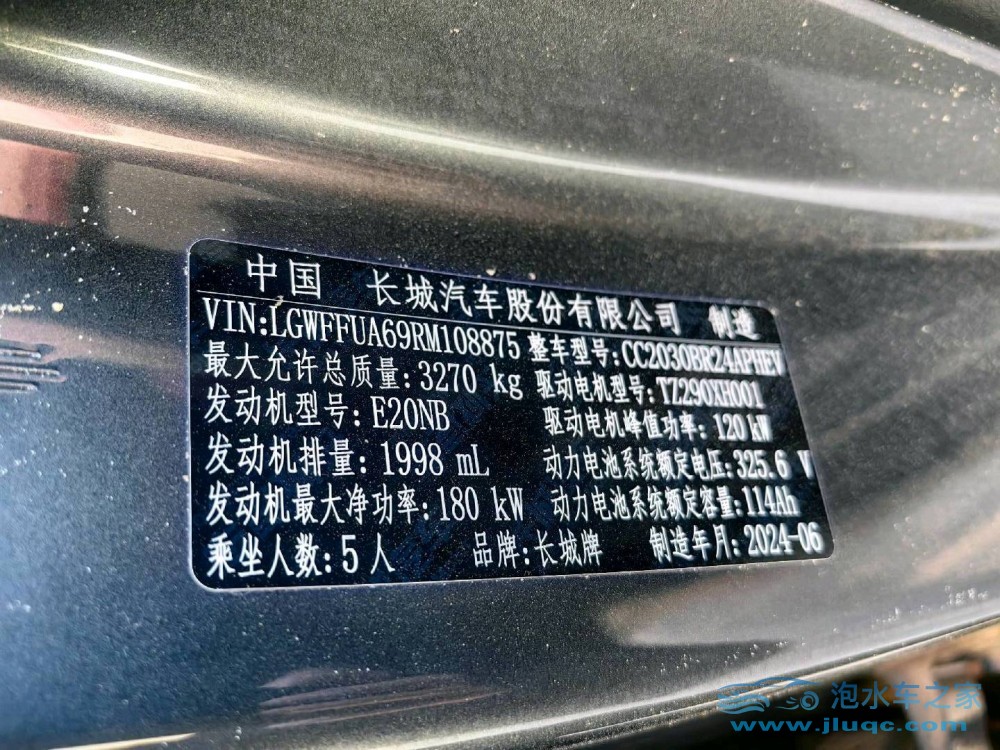 中国 长城汽车股份有限公司 制造
VIN:LGWFFUA69RM108875 整车型号:CC2030BR24APHEV
最大允许总质量:3270 kg 驱动电机型号:TZ290XH001
发动机型号:E20NB 驱动电机峰值功率:120 kW
发动机排量:1998 mL 动力电池系统额定电压:325.6 V
发动机最大净功率:180 kW 动力电池系统额定容量:114Ah
乘坐人数:5人 品牌:长城牌 制造年月:2024-06
泡水车之家
www.jluqc.com